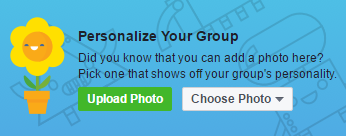 Personalize Your Group
Did you know that you can add a photo here?
Pick one that shows off your group's personality.
Upload Photo
Choose Photo